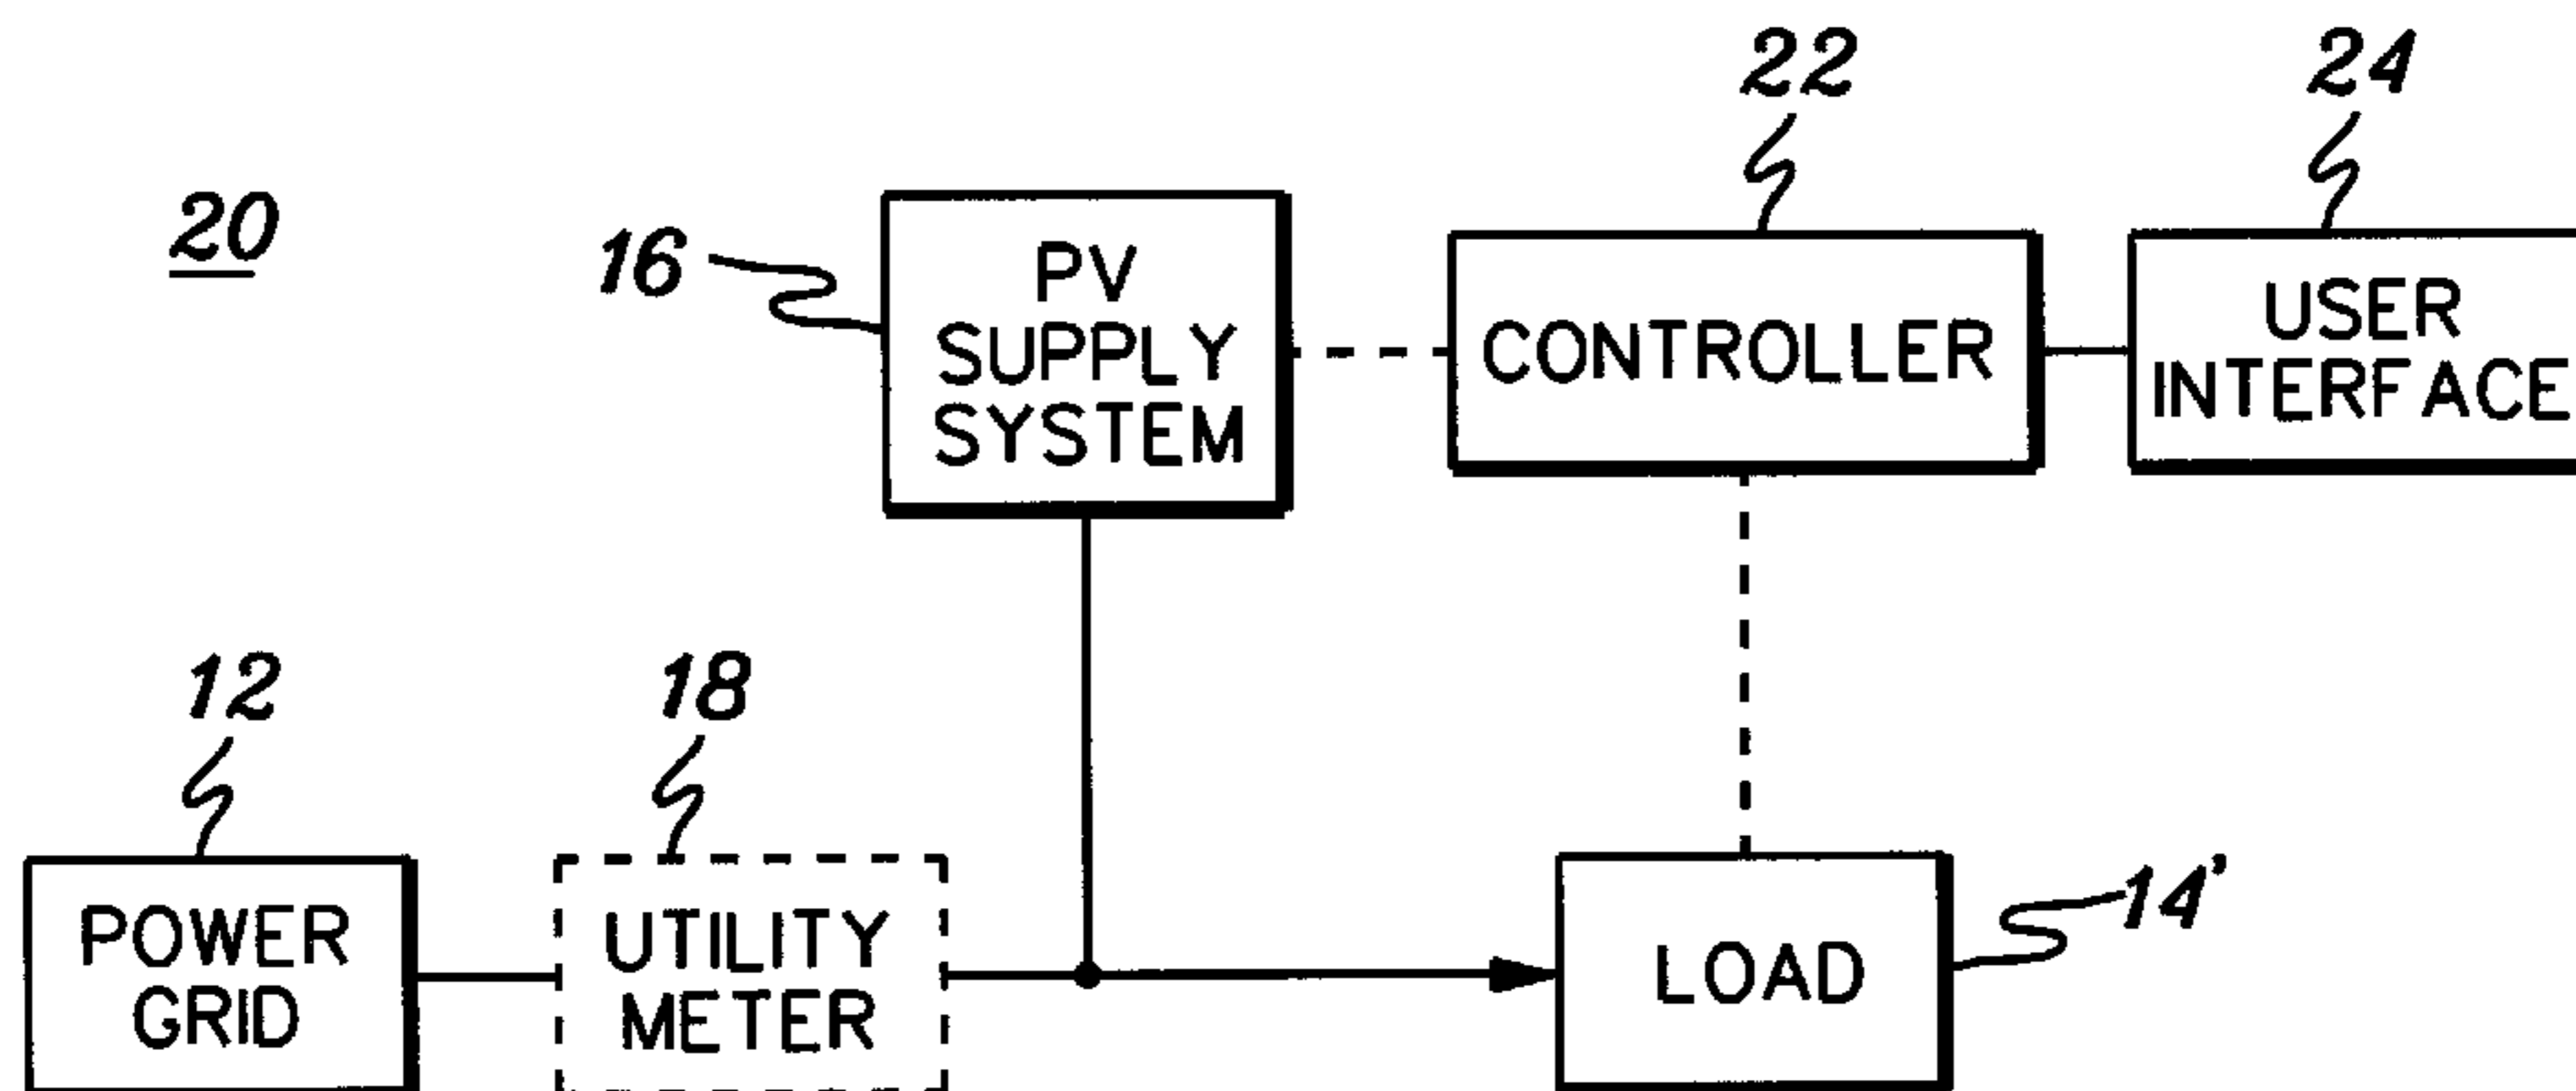 20
22
24
16
PV
SUPPLY
SYSTEM
CONTROLLER
USER
INTERFACE
12
18
POWER
GRID
UTILITY
METER
LOAD
14'